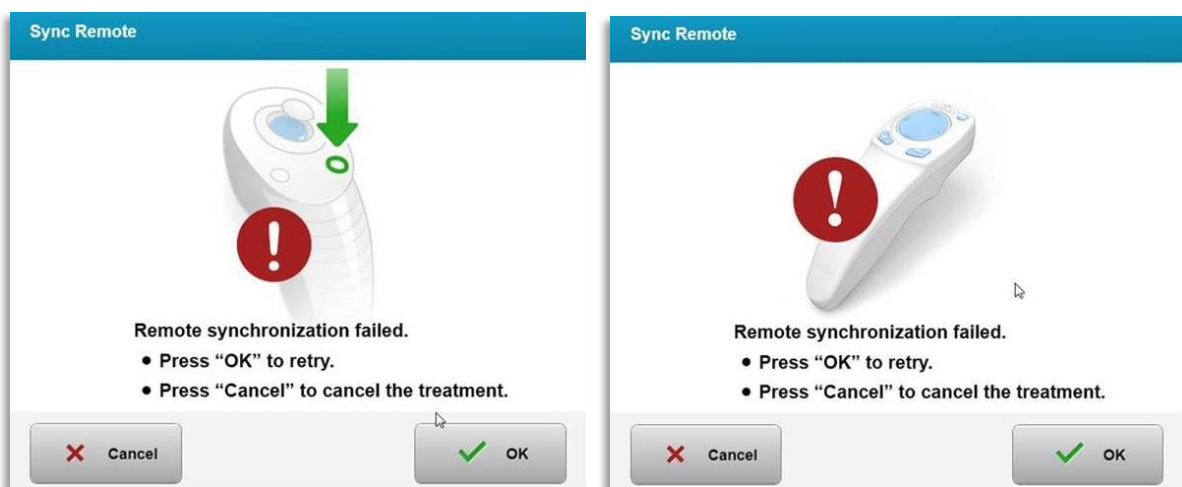 Sync Remote
Remote synchronization failed.
• Press “OK” to retry.
• Press “Cancel” to cancel the treatment.
Cancel
OK
Sync Remote
Remote synchronization failed.
• Press “OK” to retry.
• Press “Cancel” to cancel the treatment.
Cancel
OK